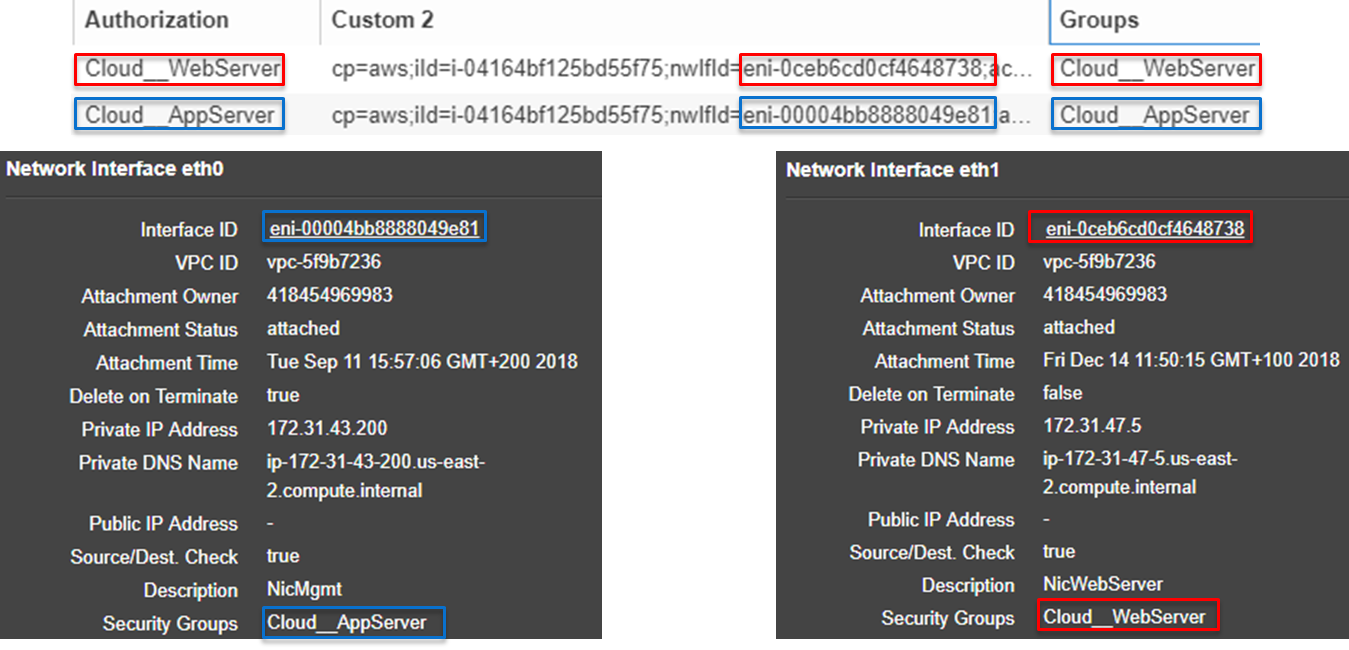 Authorization Custom 2 Groups
Cloud__WebServer cp=aws;iId=i-04164bf125bd55f75;nwIfId=eni-0ceb6cd0cf4648738;ac... Cloud__WebServer
Cloud__AppServer cp=aws;iId=i-04164bf125bd55f75;nwIfId=eni-00004bb8888049e81;a... Cloud__AppServer
Network Interface eth0
Interface ID eni-00004bb8888049e81
VPC ID vpc-5f9b7236
Attachment Owner 418454969983
Attachment Status attached
Attachment Time Tue Sep 11 15:57:06 GMT+200 2018
Delete on Terminate true
Private IP Address 172.31.43.200
Private DNS Name ip-172-31-43-200.us-east-
2.compute.internal
Public IP Address -
Source/Dest. Check true
Description NicMgmt
Security Groups Cloud__AppServer
Network Interface eth1
Interface ID eni-0ceb6cd0cf4648738
VPC ID vpc-5f9b7236
Attachment Owner 418454969983
Attachment Status attached
Attachment Time Fri Dec 14 11:50:15 GMT+100 2018
Delete on Terminate false
Private IP Address 172.31.47.5
Private DNS Name ip-172-31-47-5.us-east-
2.compute.internal
Public IP Address -
Source/Dest. Check true
Description NicWebServer
Security Groups Cloud__WebServer